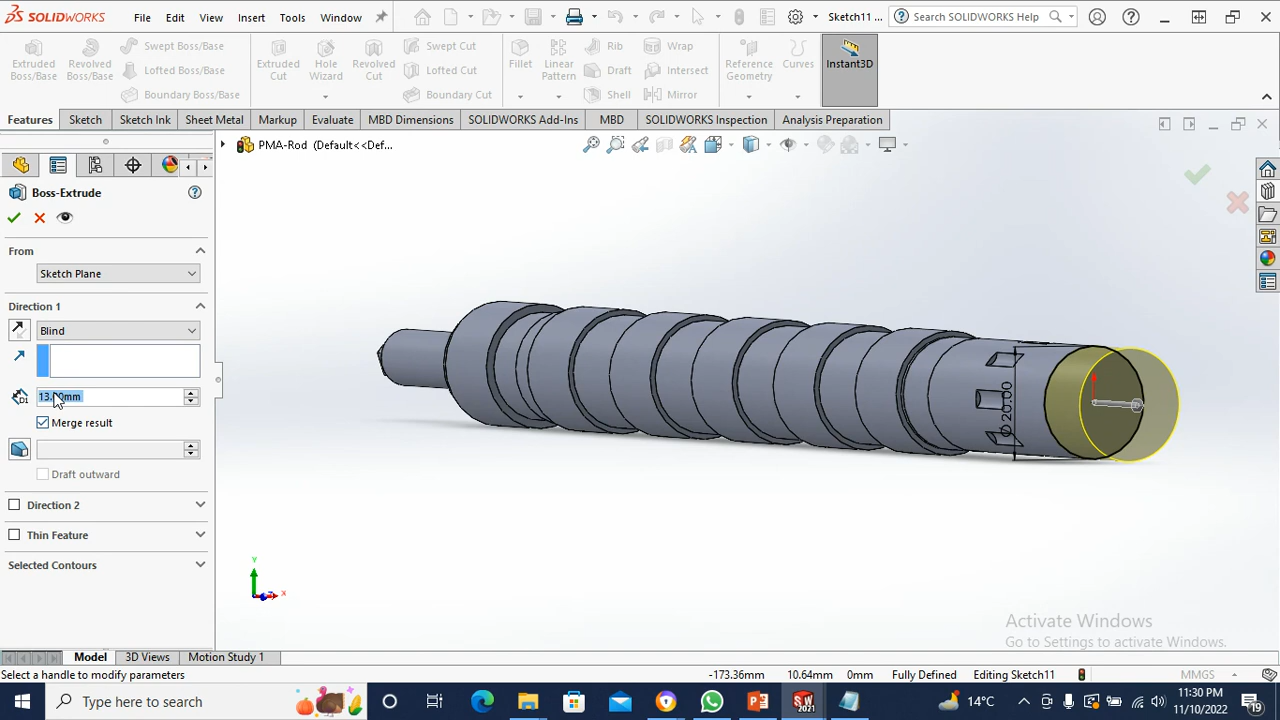 SOLIDWORKS File Edit View Insert Tools Window Sketch11 ... Search SOLIDWORKS Help
Extruded Boss/Base
Revolved Boss/Base
Swept Boss/Base
Lofted Boss/Base
Boundary Boss/Base
Extruded Cut
Hole Wizard
Revolved Cut
Swept Cut
Lofted Cut
Boundary Cut
Fillet
Linear Pattern
Rib
Draft
Shell
Wrap
Intersect
Mirror
Reference Geometry
Curves
Instant3D
Features Sketch Sketch Ink Sheet Metal Markup Evaluate MBD Dimensions SOLIDWORKS Add-Ins MBD SOLIDWORKS Inspection Analysis Preparation
PMA-Rod (Default<<Def...
Boss-Extrude
From
Sketch Plane
Direction 1
Blind
D1
Merge result
Draft outward
Direction 2
Thin Feature
Selected Contours
20.00
Y
X
Activate Windows
Go to Settings to activate Windows.
Model 3D Views Motion Study 1
Select a handle to modify parameters -173.36mm 10.64mm 0mm Fully Defined Editing Sketch11 MMGS
Type here to search
SW
2021
14°C
11:30 PM
11/10/2022
19